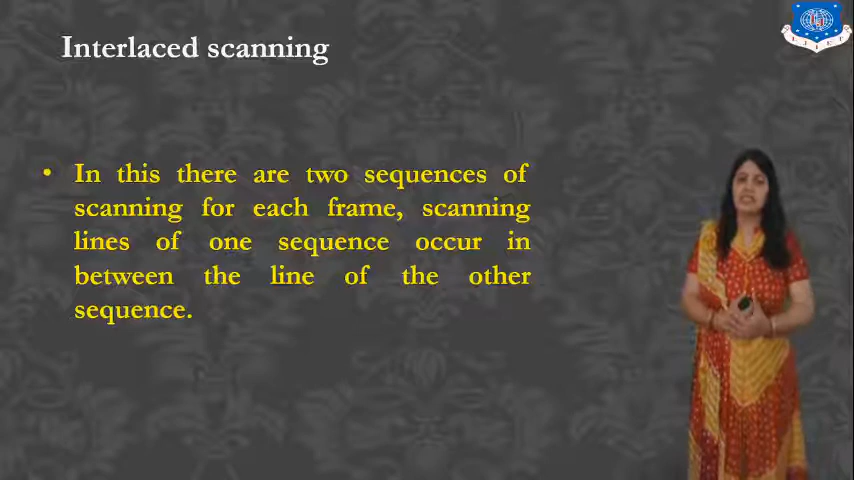 Interlaced scanning
• In this there are two sequences of
scanning for each frame, scanning
lines of one sequence occur in
between the line of the other
sequence.